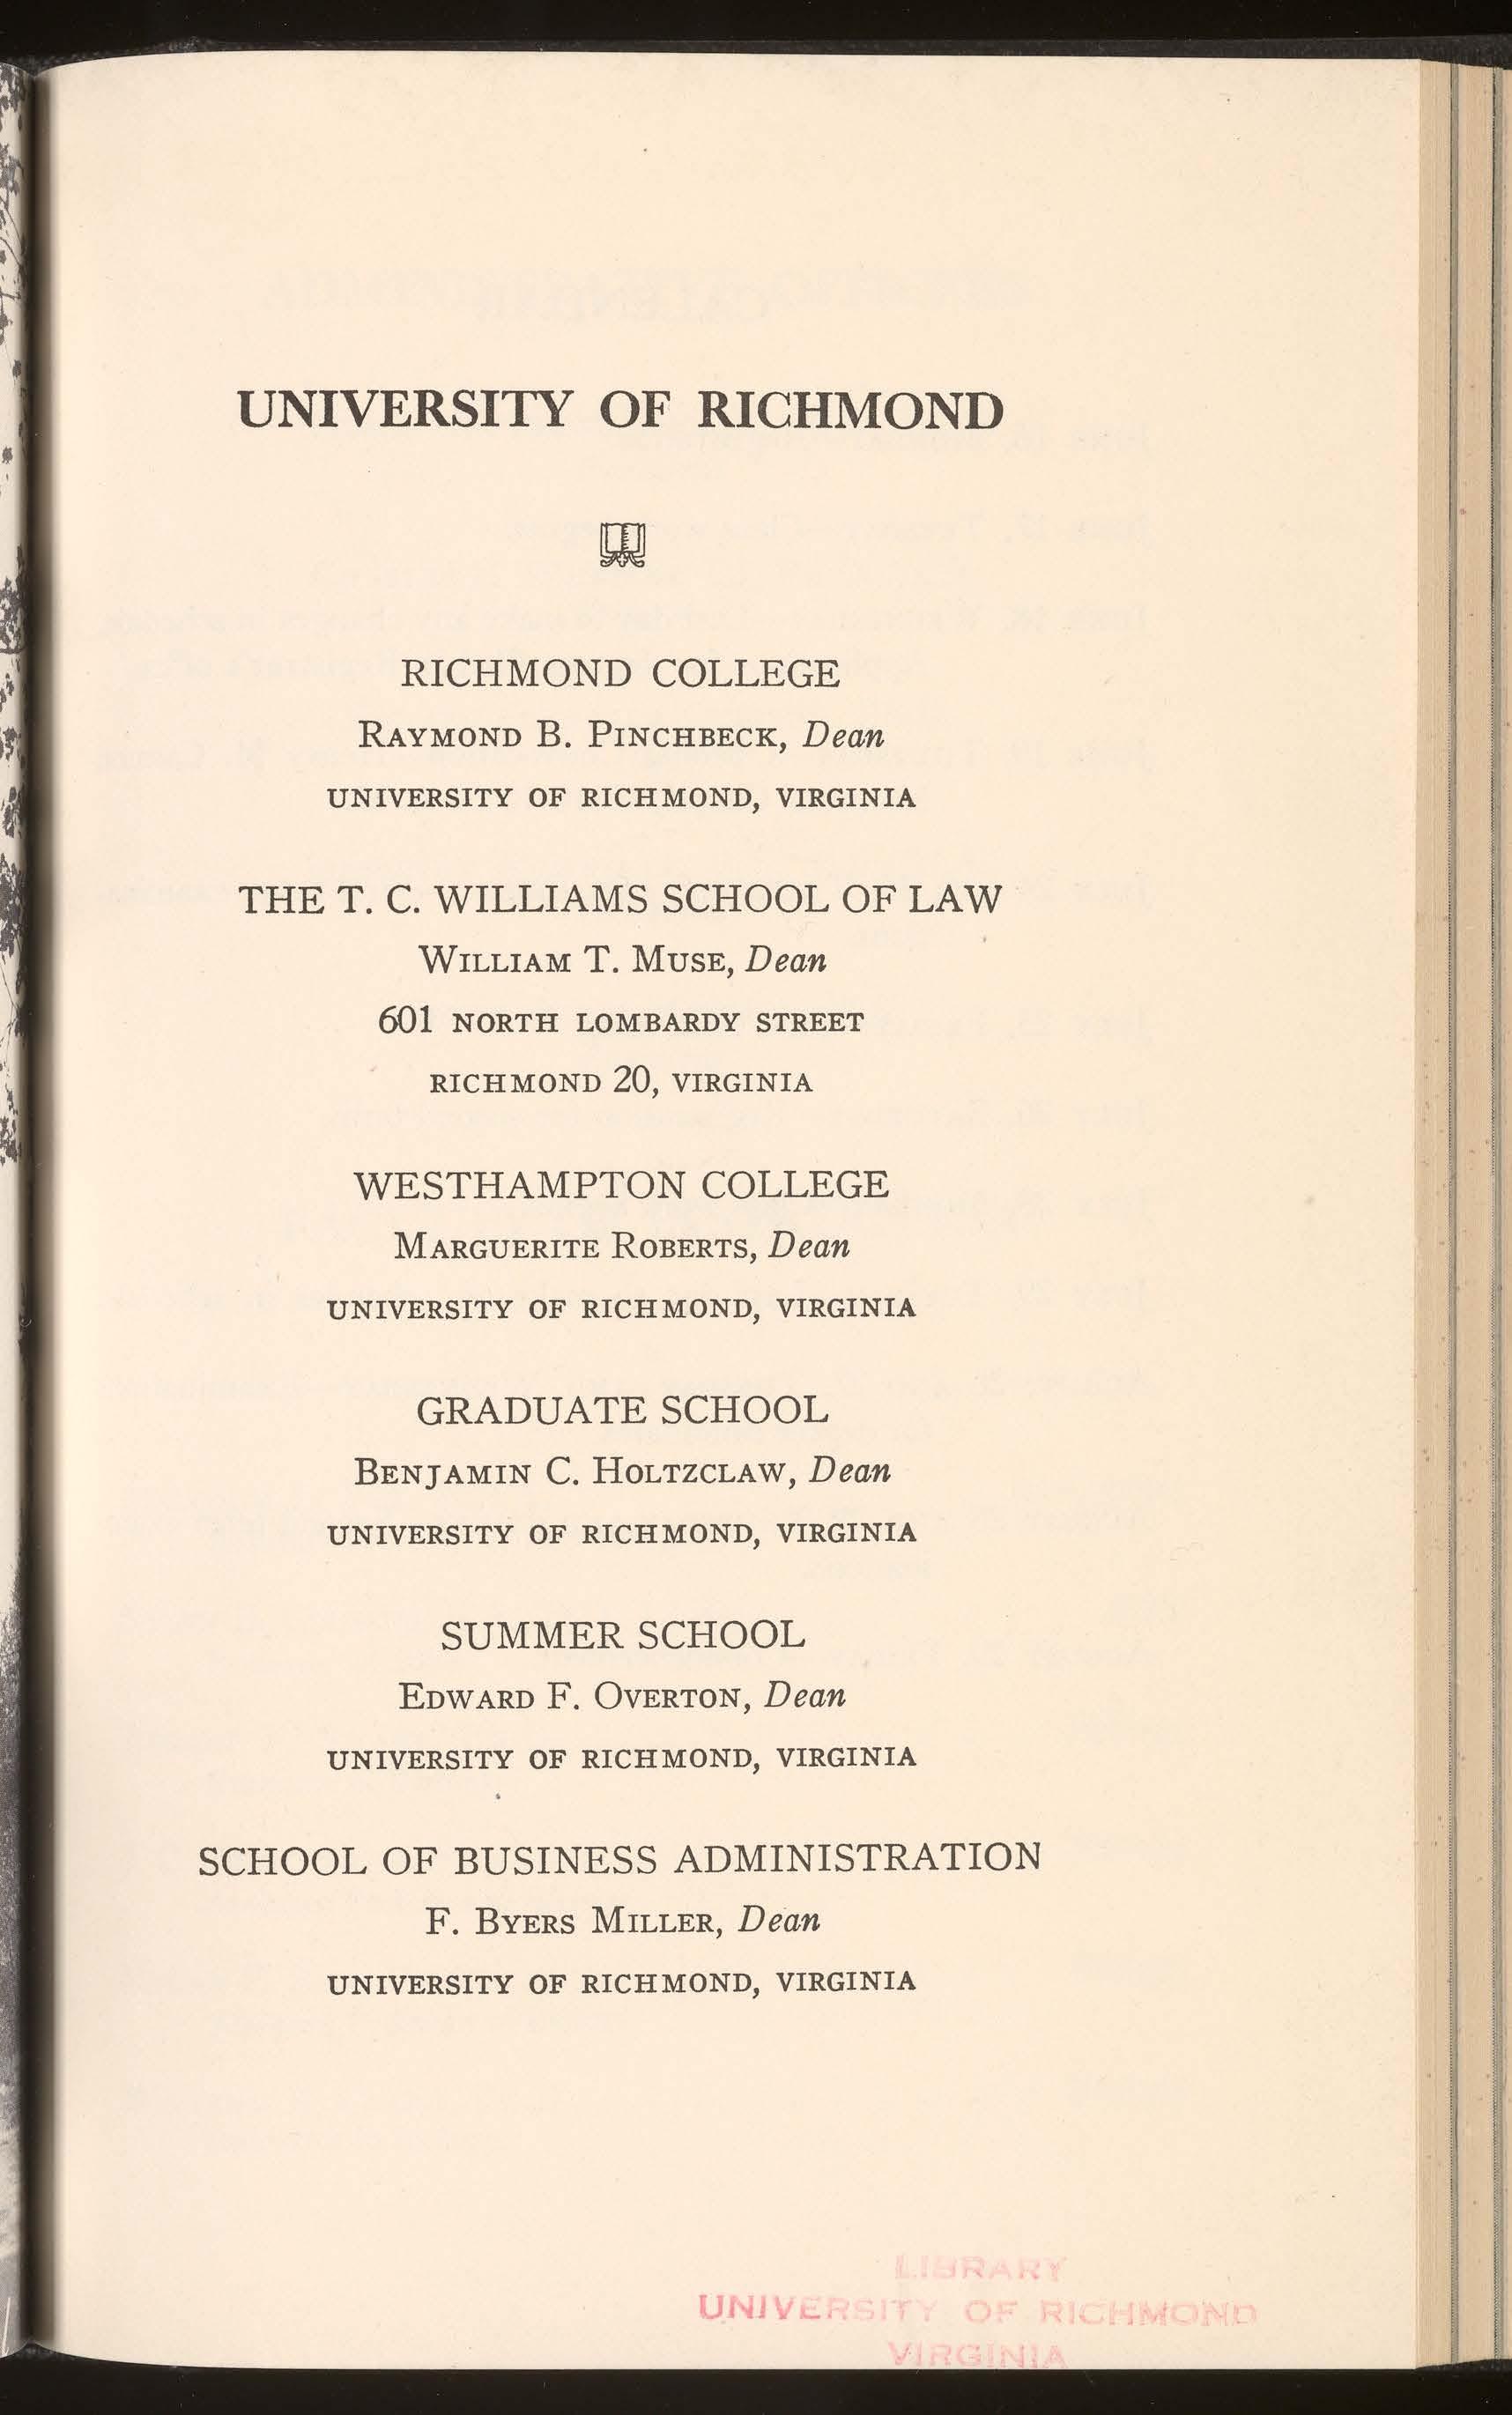 UNIVERSITY OF RICHMOND
RICHMOND COLLEGE
RAYMOND B. PINCHBECK, Dean
UNIVERSITY OF RICHMOND, VIRGINIA
THE T. C. WILLIAMS SCHOOL OF LAW
WILLIAM T. MUSE, Dean
601 NORTH LOMBARDY STREET
RICHMOND 20, VIRGINIA
WESTHAMPTON COLLEGE
MARGUERITE ROBERTS, Dean
UNIVERSITY OF RICHMOND, VIRGINIA
GRADUATE SCHOOL
BENJAMIN C. HOLTZCLAW, Dean
UNIVERSITY OF RICHMOND, VIRGINIA
SUMMER SCHOOL
EDWARD F. OVERTON, Dean
UNIVERSITY OF RICHMOND, VIRGINIA
SCHOOL OF BUSINESS ADMINISTRATION
F. BYERS MILLER, Dean
UNIVERSITY OF RICHMOND, VIRGINIA
LIBRARY
UNIVERSITY OF RICHMOND
VIRGINIA